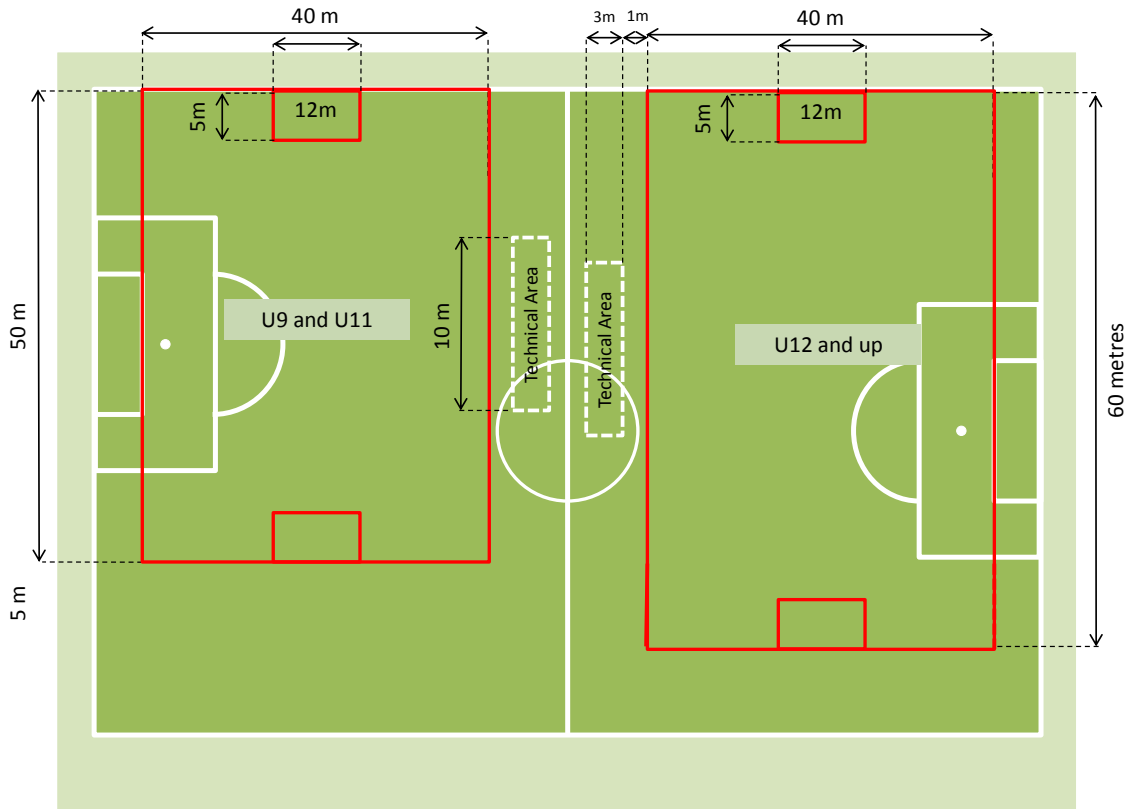 40 m
3m
1m
40 m
5m
12m
5m
12m
50 m
10 m
Technical Area
Technical Area
U9 and U11
U12 and up
60 metres
5 m